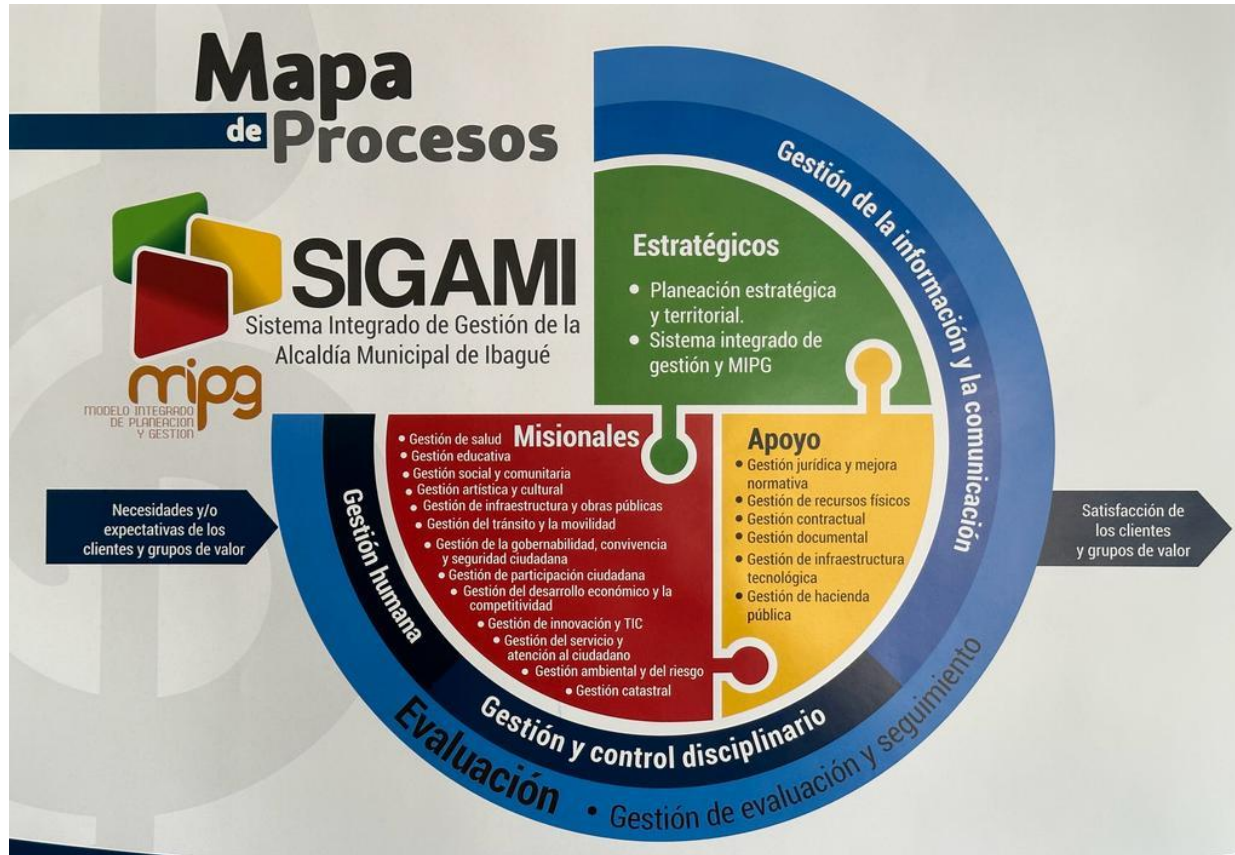 Mapa
de Procesos
SIGAMI
Sistema Integrado de Gestión de la
Alcaldía Municipal de Ibagué
mipg
MODELO INTEGRADO
DE PLANEACIÓN
Y GESTIÓN
Necesidades y/o
expectativas de los
clientes y grupos de valor
Estratégicos
• Planeación estratégica
y territorial.
• Sistema integrado de
gestión y MIPG
Misionales
• Gestión de salud
• Gestión educativa
• Gestión social y comunitaria
• Gestión artística y cultural
• Gestión de infraestructura y obras públicas
• Gestión del tránsito y la movilidad
• Gestión de la gobernabilidad, convivencia
y seguridad ciudadana
• Gestión de participación ciudadana
• Gestión del desarrollo económico y la
competitividad
• Gestión de innovación y TIC
• Gestión del servicio y
atención al ciudadano
• Gestión ambiental y del riesgo
• Gestión catastral
Apoyo
• Gestión jurídica y mejora
normativa
• Gestión de recursos físicos
• Gestión contractual
• Gestión documental
• Gestión de infraestructura
tecnológica
• Gestión de hacienda
pública
Gestión de la información y la comunicación
Gestión humana
Gestión y control disciplinario
Evaluación • Gestión de evaluación y seguimiento
Satisfacción de
los clientes
y grupos de valor